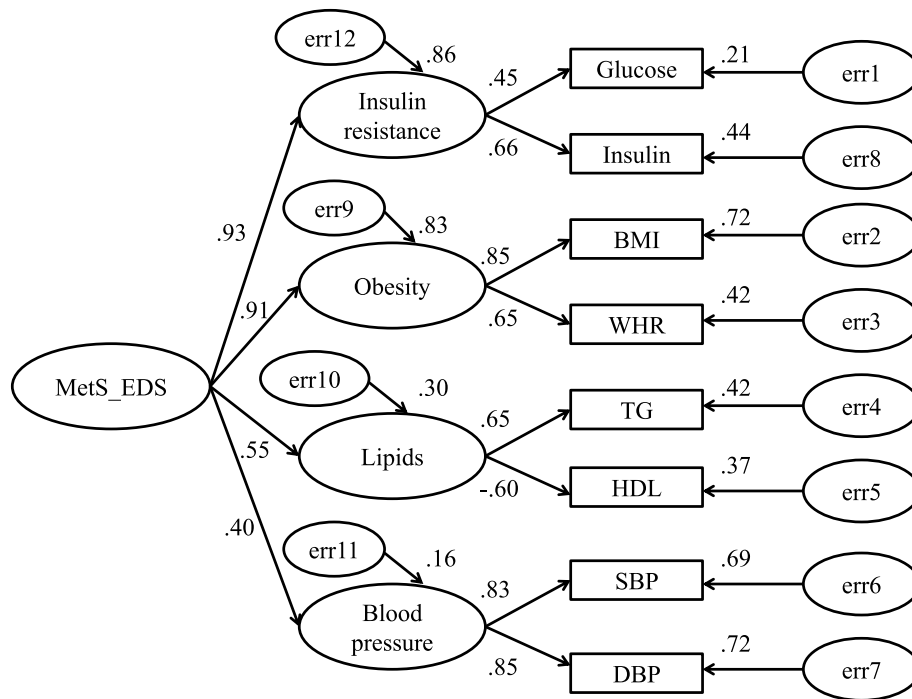 err12
.86
.45
Glucose
.21
err1
Insulin
resistance
.66
Insulin
.44
err8
err9
.83
.93
.85
BMI
.72
err2
Obesity
.91
.65
WHR
.42
err3
MetS_EDS
err10
.30
.65
TG
.42
err4
.55
Lipids
-.60
HDL
.37
err5
.40
err11
.16
.83
SBP
.69
err6
Blood
pressure
.85
DBP
.72
err7